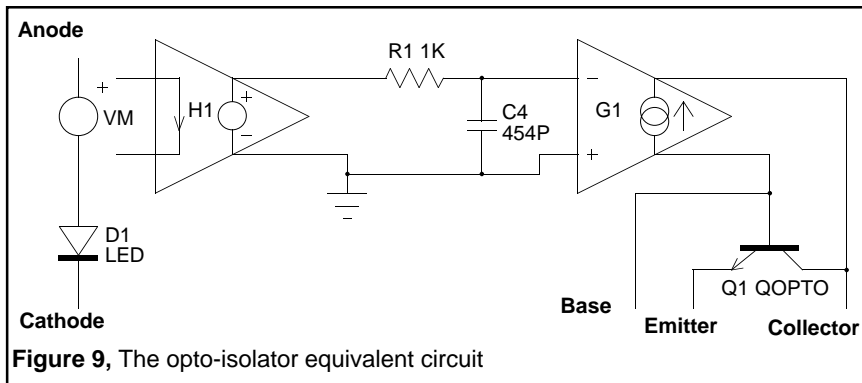 Anode
R1 1K
+
H1
+
−
−
G1
VM
C4
454P
−
+
D1
LED
Q1 QOPTO
Base
Emitter
Collector
Cathode
Figure 9, The opto-isolator equivalent circuit